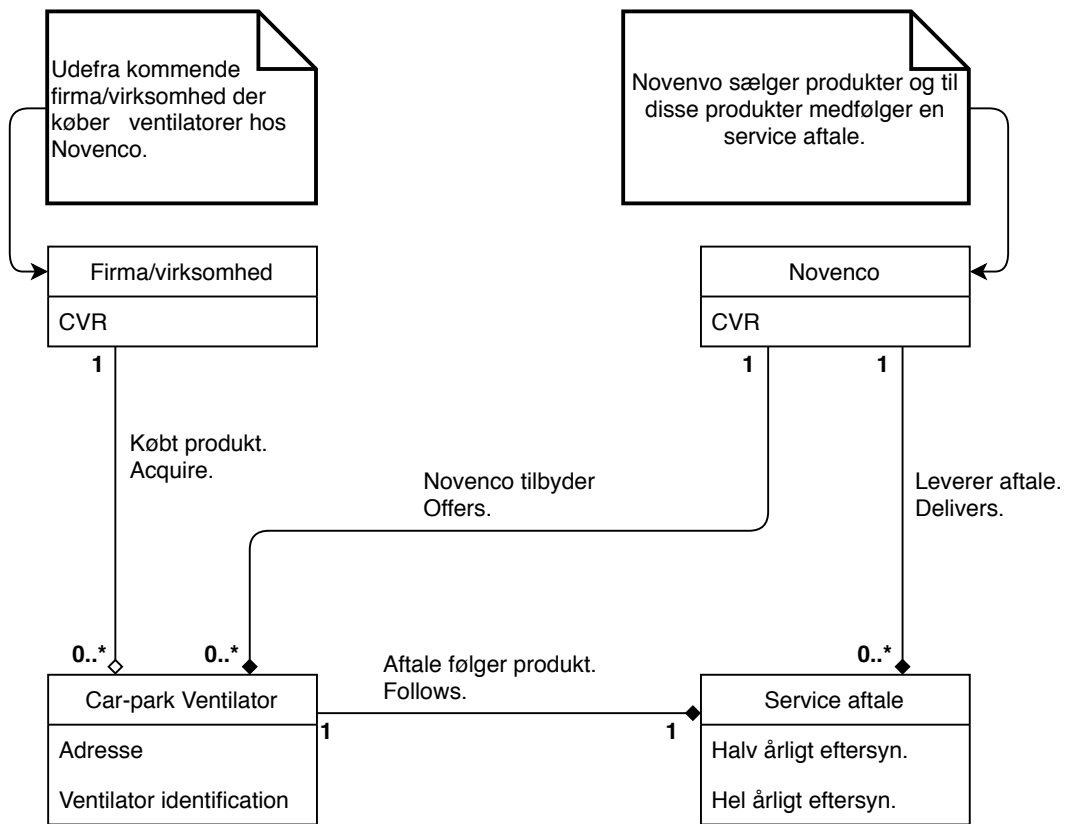 Udefra kommende
firma/virksomhed der
køber ventilatorer hos
Novenco.
Novenvo sælger produkter og til
disse produkter medfølger en
service aftale.
Firma/virksomhed
CVR
Novenco
CVR
1
1
1
Købt produkt.
Acquire.
Novenco tilbyder
Offers.
Leverer aftale.
Delivers.
0..*
0..*
0..*
Aftale følger produkt.
Follows.
Car-park Ventilator
Adresse
Ventilator identification
1
1
Service aftale
Halv årligt eftersyn.
Hel årligt eftersyn.